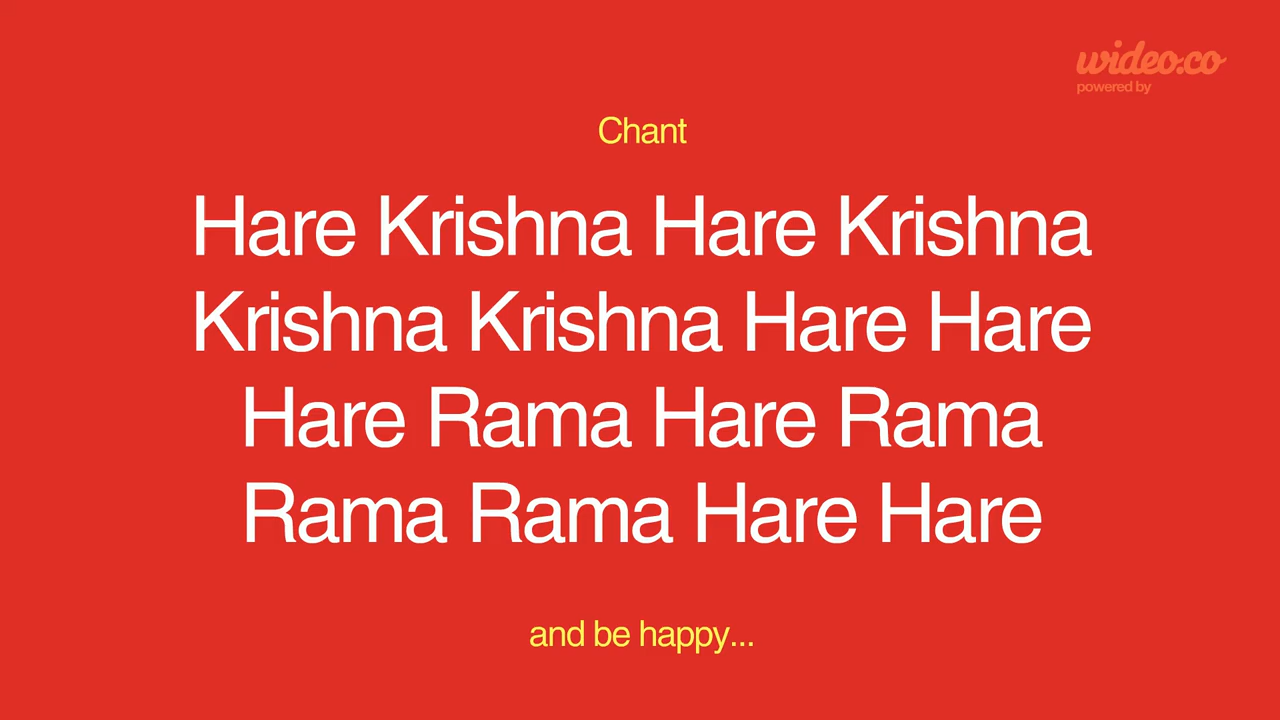 wideo.co
powered by
Chant
Hare Krishna Hare Krishna
Krishna Krishna Hare Hare
Hare Rama Hare Rama
Rama Rama Hare Hare
and be happy...